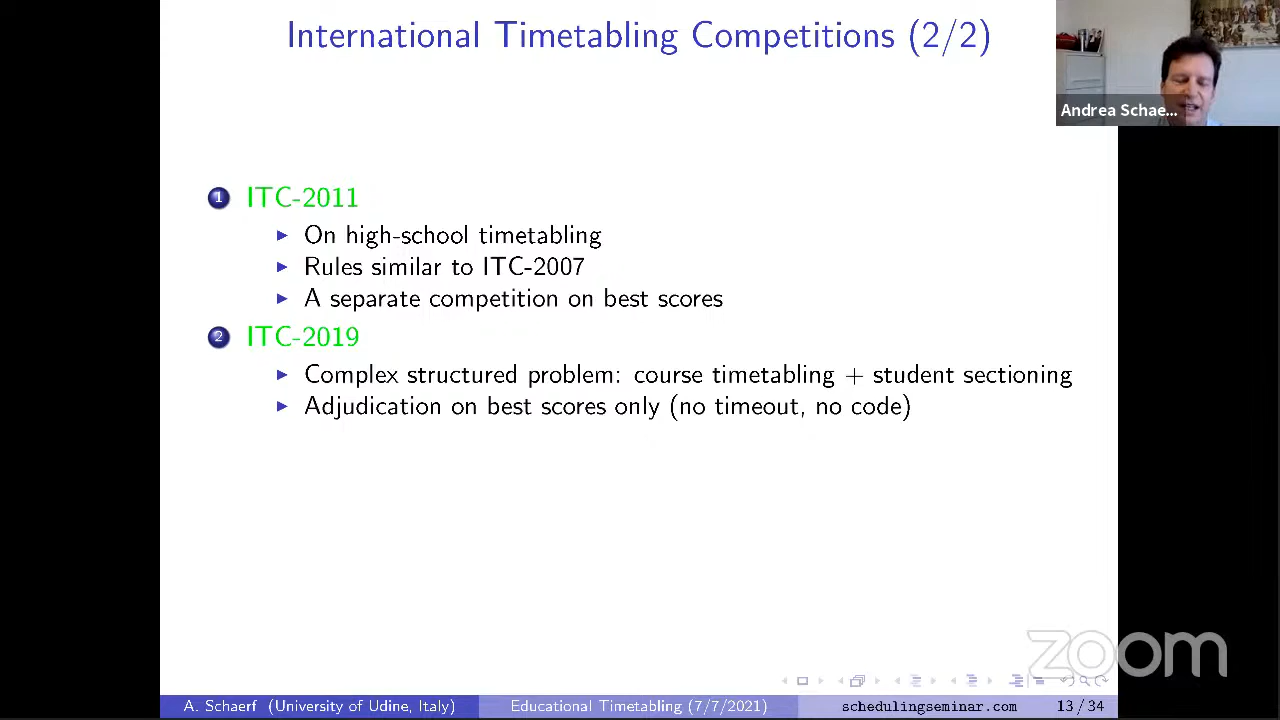 International Timetabling Competitions (2/2)
Andrea Schae...
1 ITC-2011
On high-school timetabling
Rules similar to ITC-2007
A separate competition on best scores
2 ITC-2019
Complex structured problem: course timetabling + student sectioning
Adjudication on best scores only (no timeout, no code)
zoom
A. Schaerf (University of Udine, Italy) Educational Timetabling (7/7/2021) schedulingseminar.com 13 / 34